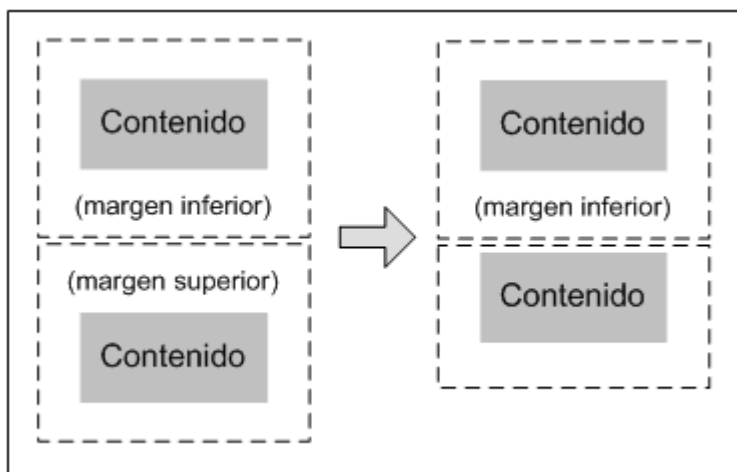 Contenido
(margen inferior)
(margen superior)
Contenido
Contenido
(margen inferior)
Contenido